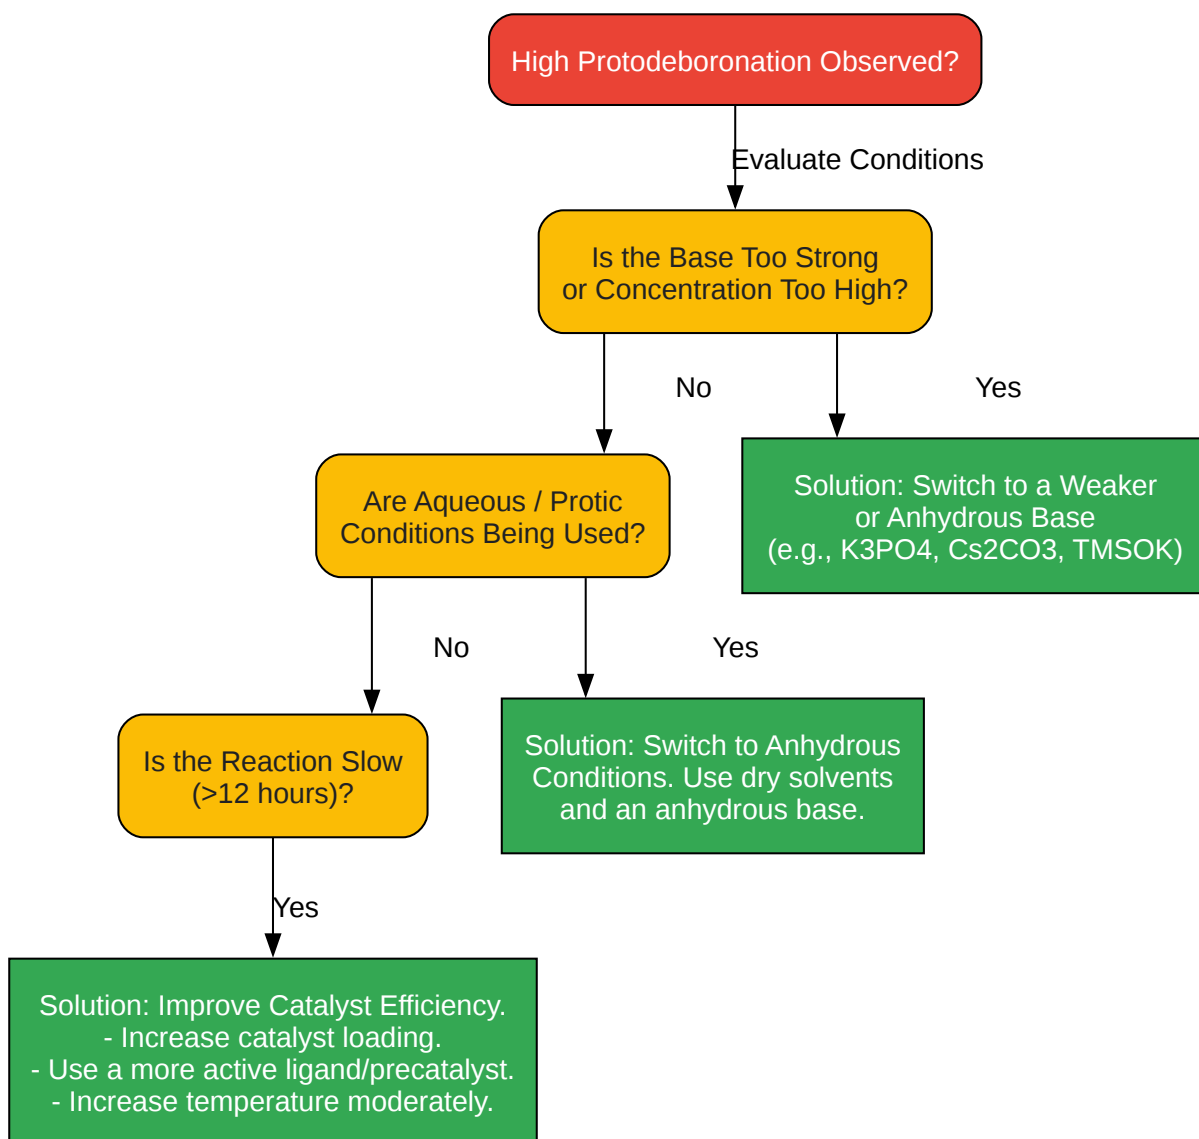 High Protodeboronation Observed?
Evaluate Conditions
Is the Base Too Strong
or Concentration Too High?
No
Yes
Are Aqueous / Protic
Conditions Being Used?
Solution: Switch to a Weaker
or Anhydrous Base
(e.g., K3PO4, Cs2CO3, TMSOK)
No
Yes
Is the Reaction Slow
(>12 hours)?
Solution: Switch to Anhydrous
Conditions. Use dry solvents
and an anhydrous base.
Yes
Solution: Improve Catalyst Efficiency.
- Increase catalyst loading.
- Use a more active ligand/precatalyst.
- Increase temperature moderately.